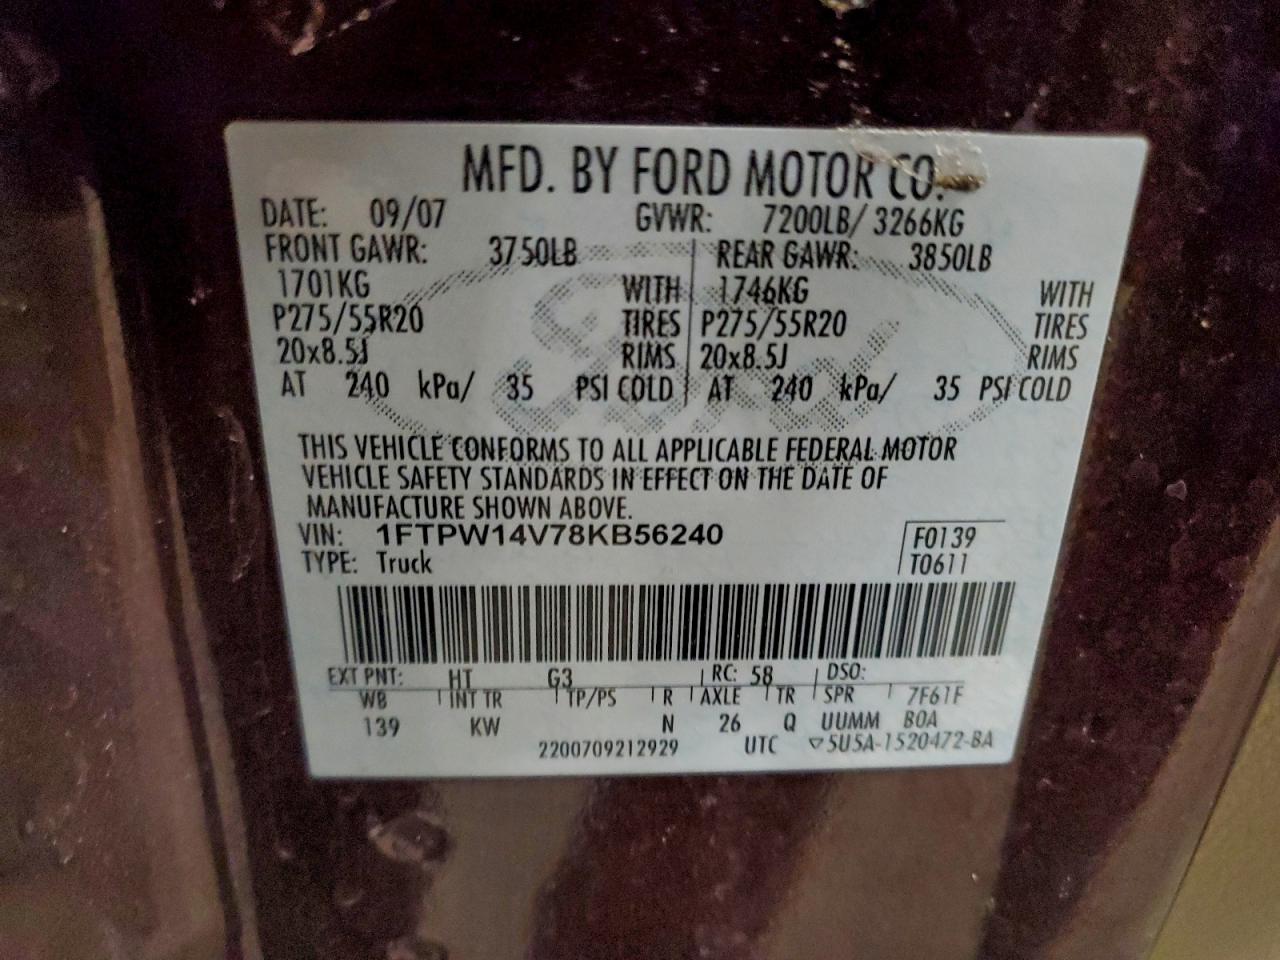 MFD. BY FORD MOTOR CO.
DATE: 09/07 GVWR: 7200LB/ 3266KG
FRONT GAWR: 3750LB REAR GAWR: 3850LB
1701KG WITH 1746KG WITH
P275/55R20 TIRES P275/55R20 TIRES
20x8.5J RIMS 20x8.5J RIMS
AT 240 kPa/ 35 PSI COLD AT 240 kPa/ 35 PSI COLD
THIS VEHICLE CONFORMS TO ALL APPLICABLE FEDERAL MOTOR
VEHICLE SAFETY STANDARDS IN EFFECT ON THE DATE OF
MANUFACTURE SHOWN ABOVE.
VIN: 1FTPW14V78KB56240 F0139
TYPE: Truck T0611
EXT PNT: HT G3 RC: 58 DSO:
WB INT TR TP/PS R AXLE TR SPR 7F61F
139 KW N 26 Q UUMM BOA
2200709212929 UTC ▽5U5A-1520472-BA